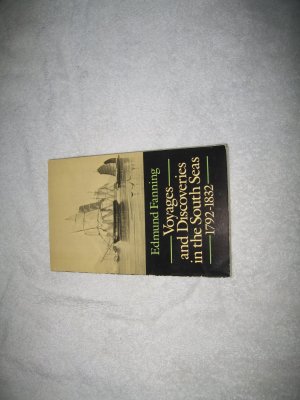 Edmund Fanning
Voyages
and Discoveries
in the South Seas
1792-1832